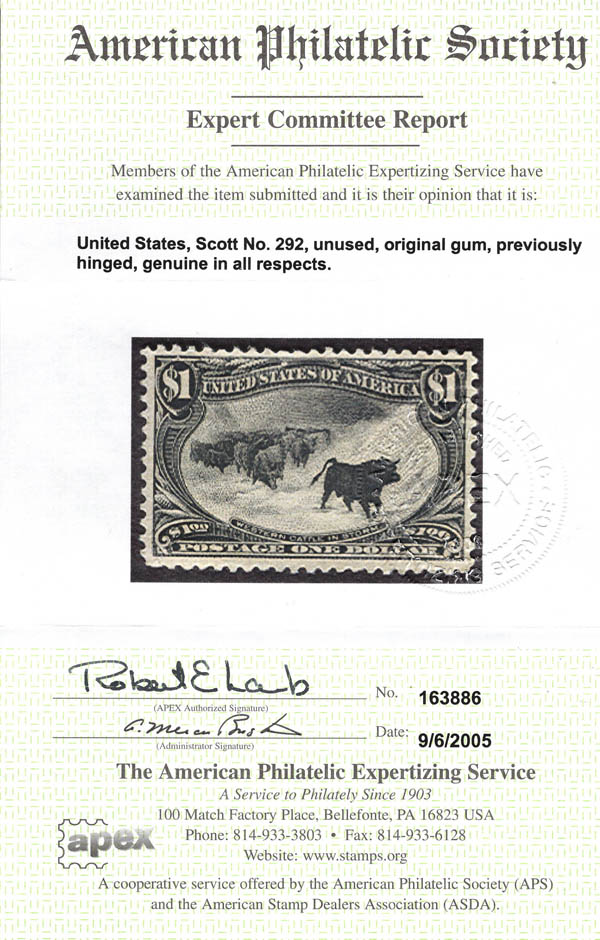 American Philatelic Society
Expert Committee Report
Members of the American Philatelic Expertizing Service have
examined the item submitted and it is their opinion that it is:
United States, Scott No. 292, unused, original gum, previously
hinged, genuine in all respects.
$1 UNITED STATES OF AMERICA $1
WESTERN CATTLE IN STORM
POSTAGE ONE DOLLAR
Robert E Lamb
(APEX Authorized Signature)
No. 163886
(Administrator Signature)
Date: 9/6/2005
The American Philatelic Expertizing Service
A Service to Philately Since 1903
100 Match Factory Place, Bellefonte, PA 16823 USA
Phone: 814-933-3803 • Fax: 814-933-6128
Website: www.stamps.org
apex
A cooperative service offered by the American Philatelic Society (APS)
and the American Stamp Dealers Association (ASDA).